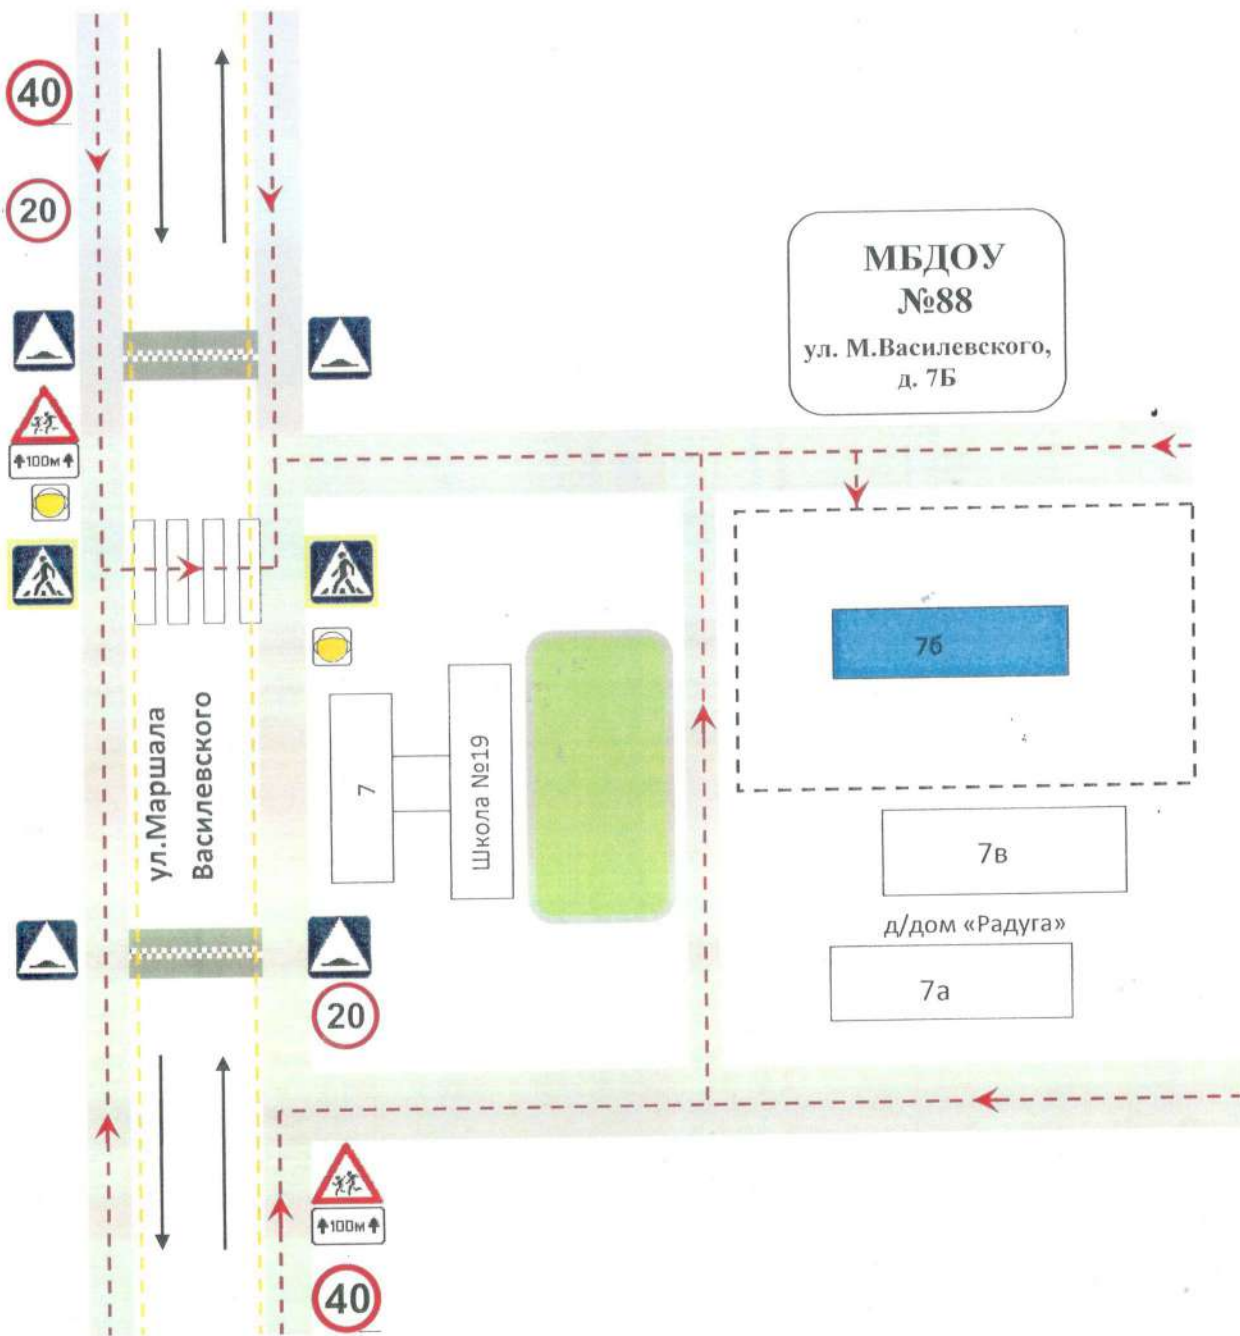 40
20
МБДОУ
№88
ул. М.Василевского,
д. 7Б
100м
7б
ул.Маршала
Василевского
7
Школа №19
7в
д/дом «Радуга»
7а
20
100м
40